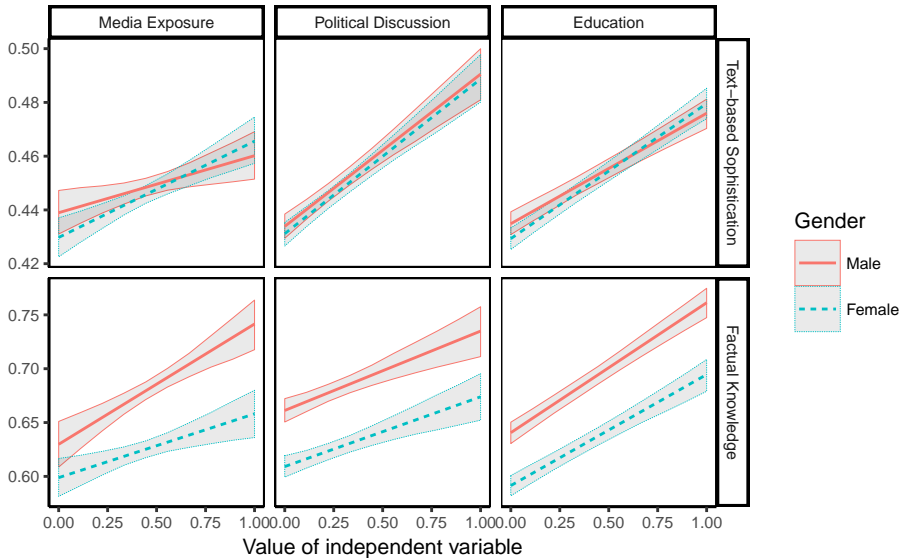 Media Exposure Political Discussion Education
0.50
0.48
0.46
0.44
0.42
Text−based Sophistication
0.75
0.70
0.65
0.60
Factual Knowledge
0.00 0.25 0.50 0.75 1.00 0.00 0.25 0.50 0.75 1.00 0.00 0.25 0.50 0.75 1.00
Value of independent variable
Gender
Male
Female